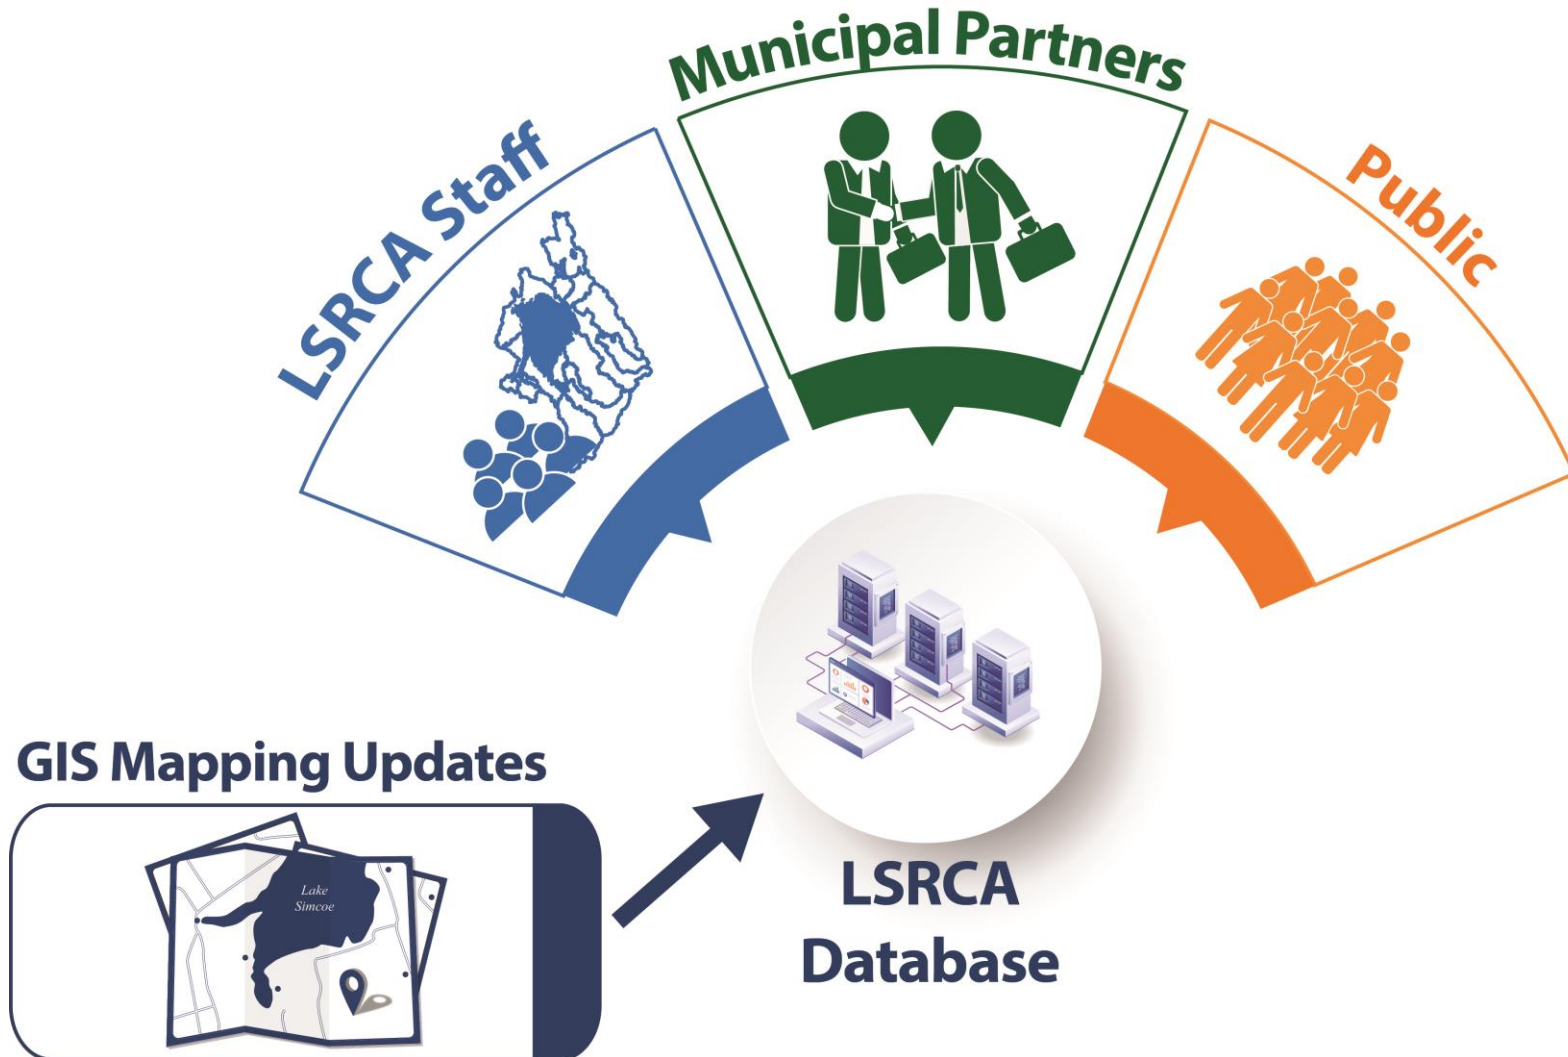 Municipal Partners
LSRCA Staff
Public
GIS Mapping Updates
Lake
Simcoe
LSRCA
Database